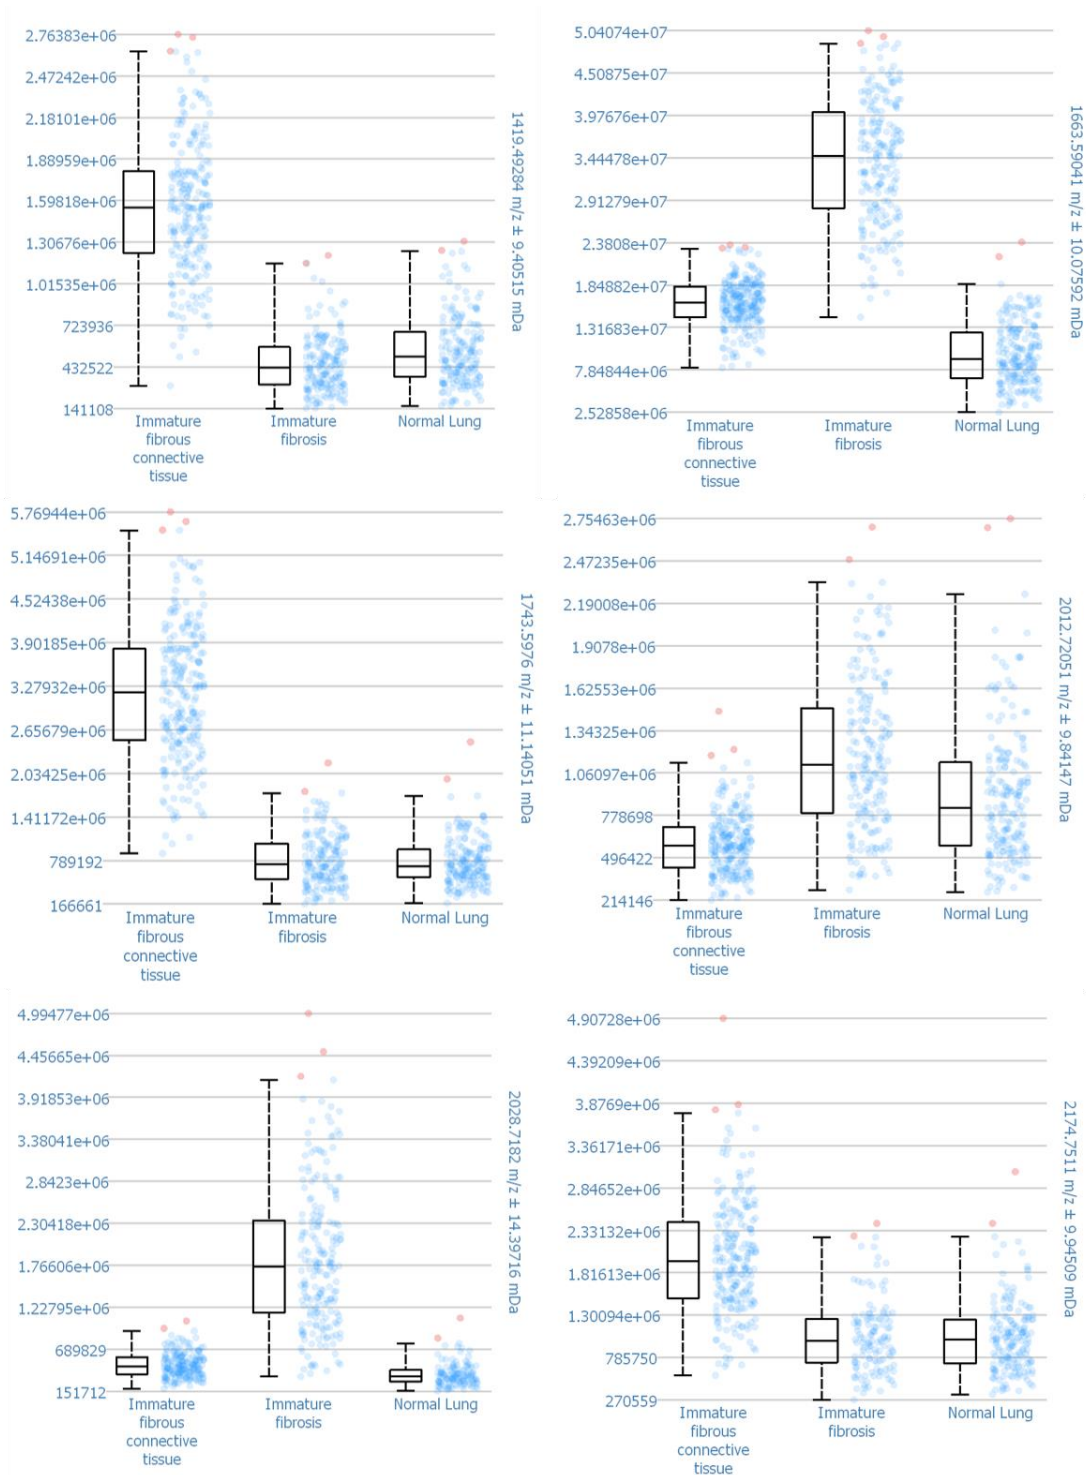 2.76383e+06
2.47242e+06
2.18101e+06
1.88959e+06
1.59818e+06
1.30676e+06
1.01535e+06
723936
432522
141108
Immature
fibrous
connective
tissue
Immature
fibrosis
Normal Lung
1419.49284 m/z ± 9.40515 mDa
5.04074e+07
4.50875e+07
3.97676e+07
3.44478e+07
2.91279e+07
2.3808e+07
1.84882e+07
1.31683e+07
7.84844e+06
2.52858e+06
Immature
fibrous
connective
tissue
Immature
fibrosis
Normal Lung
1663.59041 m/z ± 10.07592 mDa
5.76944e+06
5.14691e+06
4.52438e+06
3.90185e+06
3.27932e+06
2.65679e+06
2.03425e+06
1.41172e+06
789192
166661
Immature
fibrous
connective
tissue
Immature
fibrosis
Normal Lung
1743.5976 m/z ± 11.14051 mDa
2.75463e+06
2.47235e+06
2.19008e+06
1.9078e+06
1.62553e+06
1.34325e+06
1.06097e+06
778698
496422
214146
Immature
fibrous
connective
tissue
Immature
fibrosis
Normal Lung
2012.72051 m/z ± 9.84147 mDa
4.99477e+06
4.45665e+06
3.91853e+06
3.38041e+06
2.8423e+06
2.30418e+06
1.76606e+06
1.22795e+06
689829
151712
Immature
fibrous
connective
tissue
Immature
fibrosis
Normal Lung
2028.7182 m/z ± 14.39716 mDa
4.90728e+06
4.39209e+06
3.8769e+06
3.36171e+06
2.84652e+06
2.33132e+06
1.81613e+06
1.30094e+06
785750
270559
Immature
fibrous
connective
tissue
Immature
fibrosis
Normal Lung
2174.7511 m/z ± 9.94509 mDa